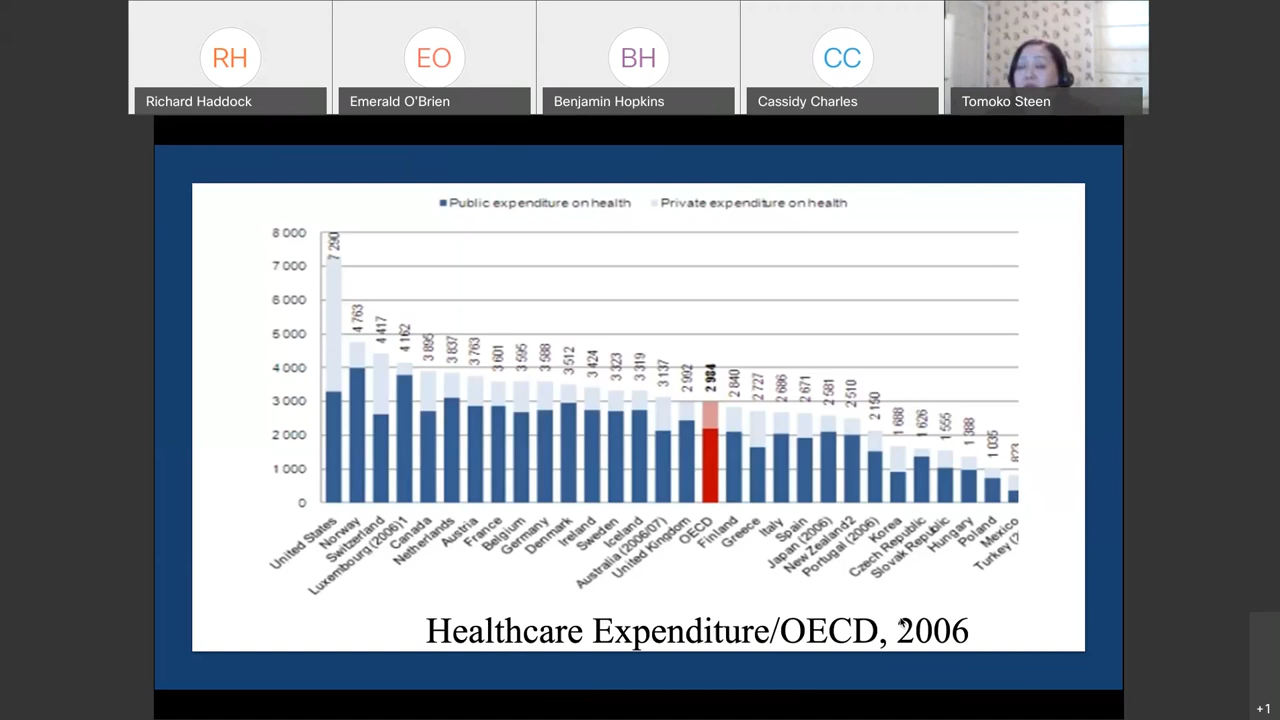 RH
EO
BH
CC
Richard Haddock
Emerald O'Brien
Benjamin Hopkins
Cassidy Charles
Tomoko Steen
Public expenditure on health
Private expenditure on health
8 000
7 000
6 000
5 000
4 000
3 000
2 000
1 000
0
7 290
4 763
4 417
4 162
3 895
3 837
3 763
3 601
3 595
3 588
3 512
3 424
3 323
3 319
3 137
2 992
2 984
2 840
2 727
2 686
2 671
2 581
2 510
2 150
1 688
1 626
1 555
1 388
1 035
823
United States
Norway
Switzerland
Luxembourg (2006)1
Canada
Netherlands
Austria
France
Belgium
Germany
Denmark
Ireland
Sweden
Iceland
Australia (2006/07)
United Kingdom
OECD
Finland
Greece
Italy
Spain
Japan (2006)
New Zealand2
Portugal (2006)
Korea
Czech Republic
Slovak Republic
Hungary
Poland
Mexico
Turkey (2
Healthcare Expenditure/OECD, 2006
+1